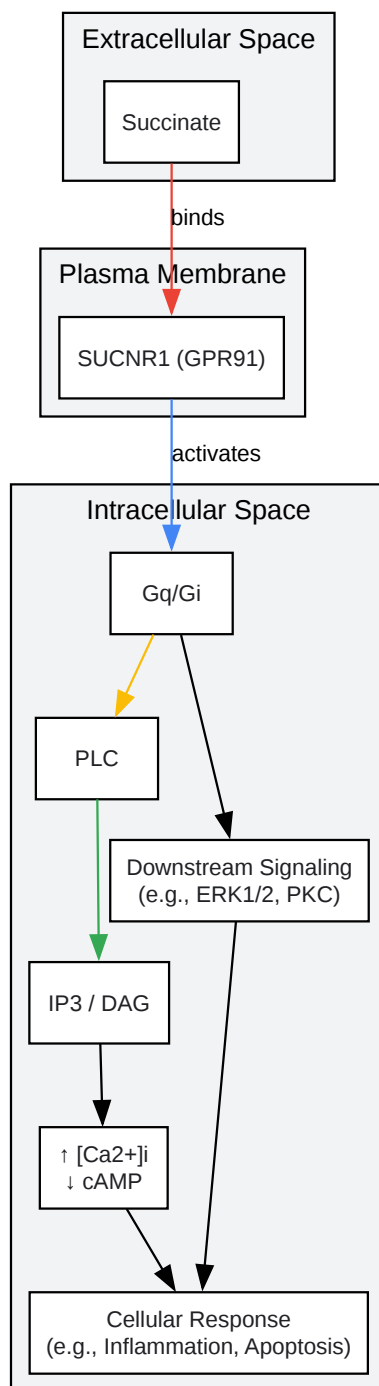 Extracellular Space
Succinate
binds
Plasma Membrane
SUCNR1 (GPR91)
activates
Intracellular Space
Gq/Gi
PLC
Downstream Signaling
(e.g., ERK1/2, PKC)
IP3 / DAG
↑ [Ca2+]i
↓ cAMP
Cellular Response
(e.g., Inflammation, Apoptosis)